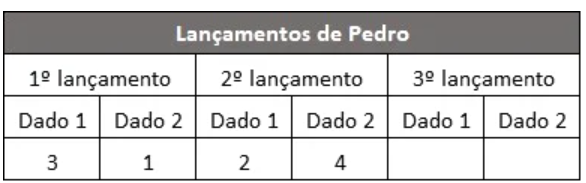 Lançamentos de Pedro
1º lançamento 2º lançamento 3º lançamento
Dado 1 Dado 2 Dado 1 Dado 2 Dado 1 Dado 2
3 1 2 4